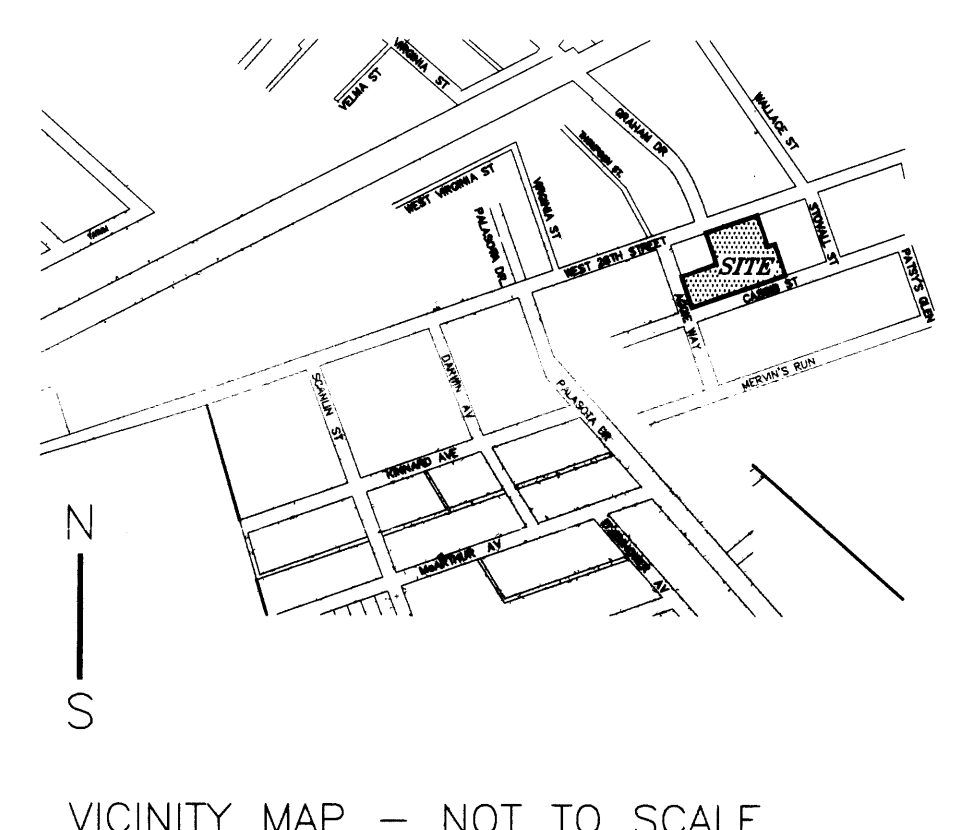 VIRGINIA ST
VELMA ST
WALLACE ST
GRAHAM DR
THOMPSON ST.
WEST VIRGINIA ST
VIRGINIA ST
PALASOTA DR.
STOVALL ST
WEST 28TH STREET
SITE
PATSY'S GLEN
ST
WAY
MERVIN'S RUN
DARWIN AV
SCANLIN ST
PALASOTA DR
KINNARD AVE
McARTHUR AV
AV
N
S
VICINITY MAP – NOT TO SCALE